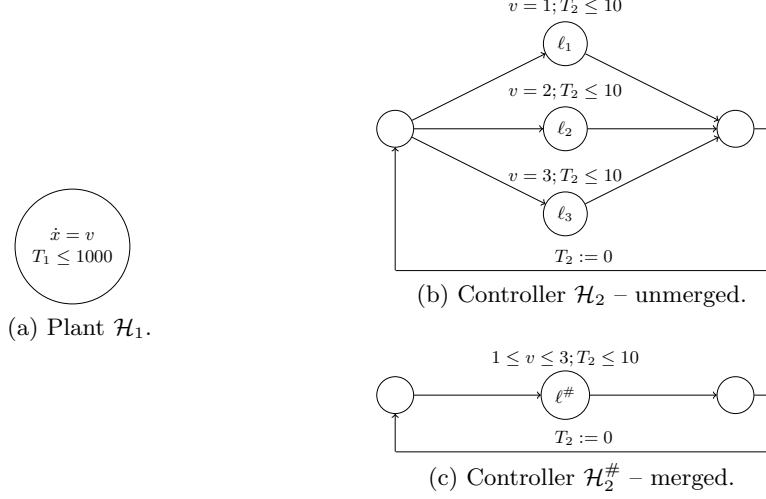 v = 1; T₂ ≤ 10
ℓ₁
v = 2; T₂ ≤ 10
ℓ₂
v = 3; T₂ ≤ 10
ℓ₃
T₂ := 0
(b) Controller ℋ₂ – unmerged.
ẋ = v
T₁ ≤ 1000
(a) Plant ℋ₁.
1 ≤ v ≤ 3; T₂ ≤ 10
ℓ^#
T₂ := 0
(c) Controller ℋ₂^# – merged.